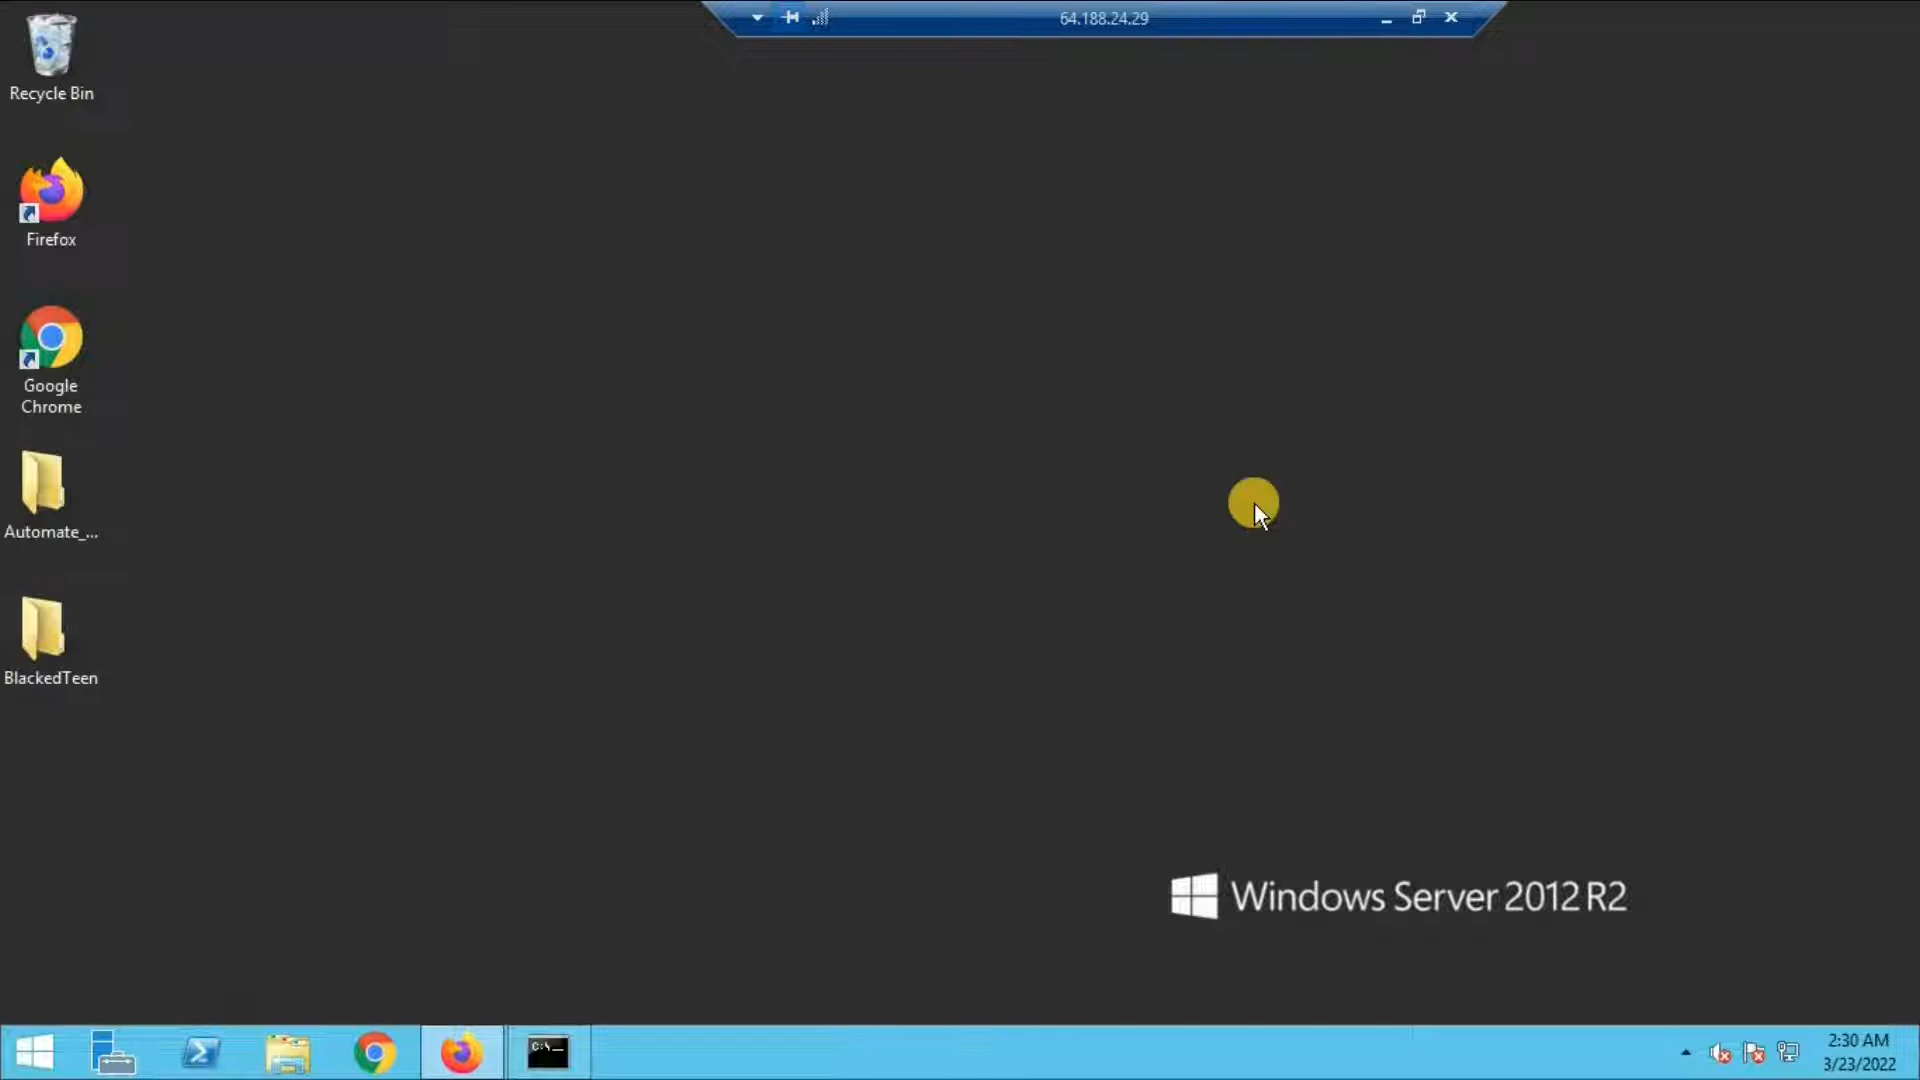 64.188.24.29
Recycle Bin
Firefox
Google
Chrome
Automate_...
BlackedTeen
Windows Server 2012 R2
C:\_
2:30 AM
3/23/2022